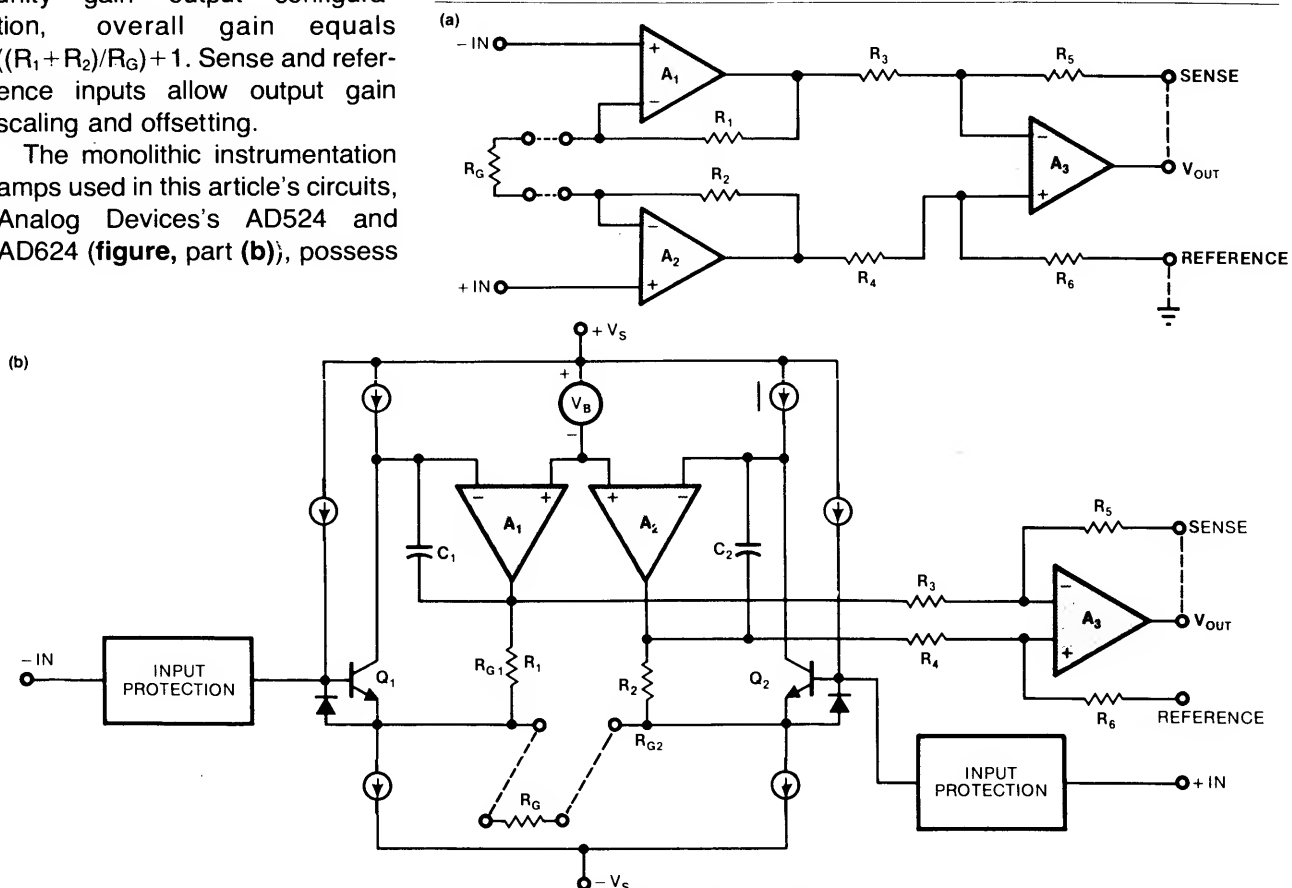 unity gain output configura-
tion, overall gain equals
((R₁+R₂)/R_G)+1. Sense and refer-
ence inputs allow output gain
scaling and offsetting.
The monolithic instrumentation
amps used in this article's circuits,
Analog Devices's AD524 and
AD624 (figure, part (b)), possess
(a)
− IN
+
A₁
−
R₃
R₅
SENSE
R₁
R_G
R₂
−
A₃
+
V_OUT
−
A₂
+
+ IN
R₄
R₆
REFERENCE
(b)
+ V_S
+
V_B
−
−
A₁
+
+
A₂
−
C₁
C₂
R₅
SENSE
R₃
−
A₃
+
V_OUT
R₄
− IN
INPUT
PROTECTION
Q₁
R_G1
R₁
R₂
Q₂
R₆
REFERENCE
R_G2
R_G
INPUT
PROTECTION
+ IN
− V_S